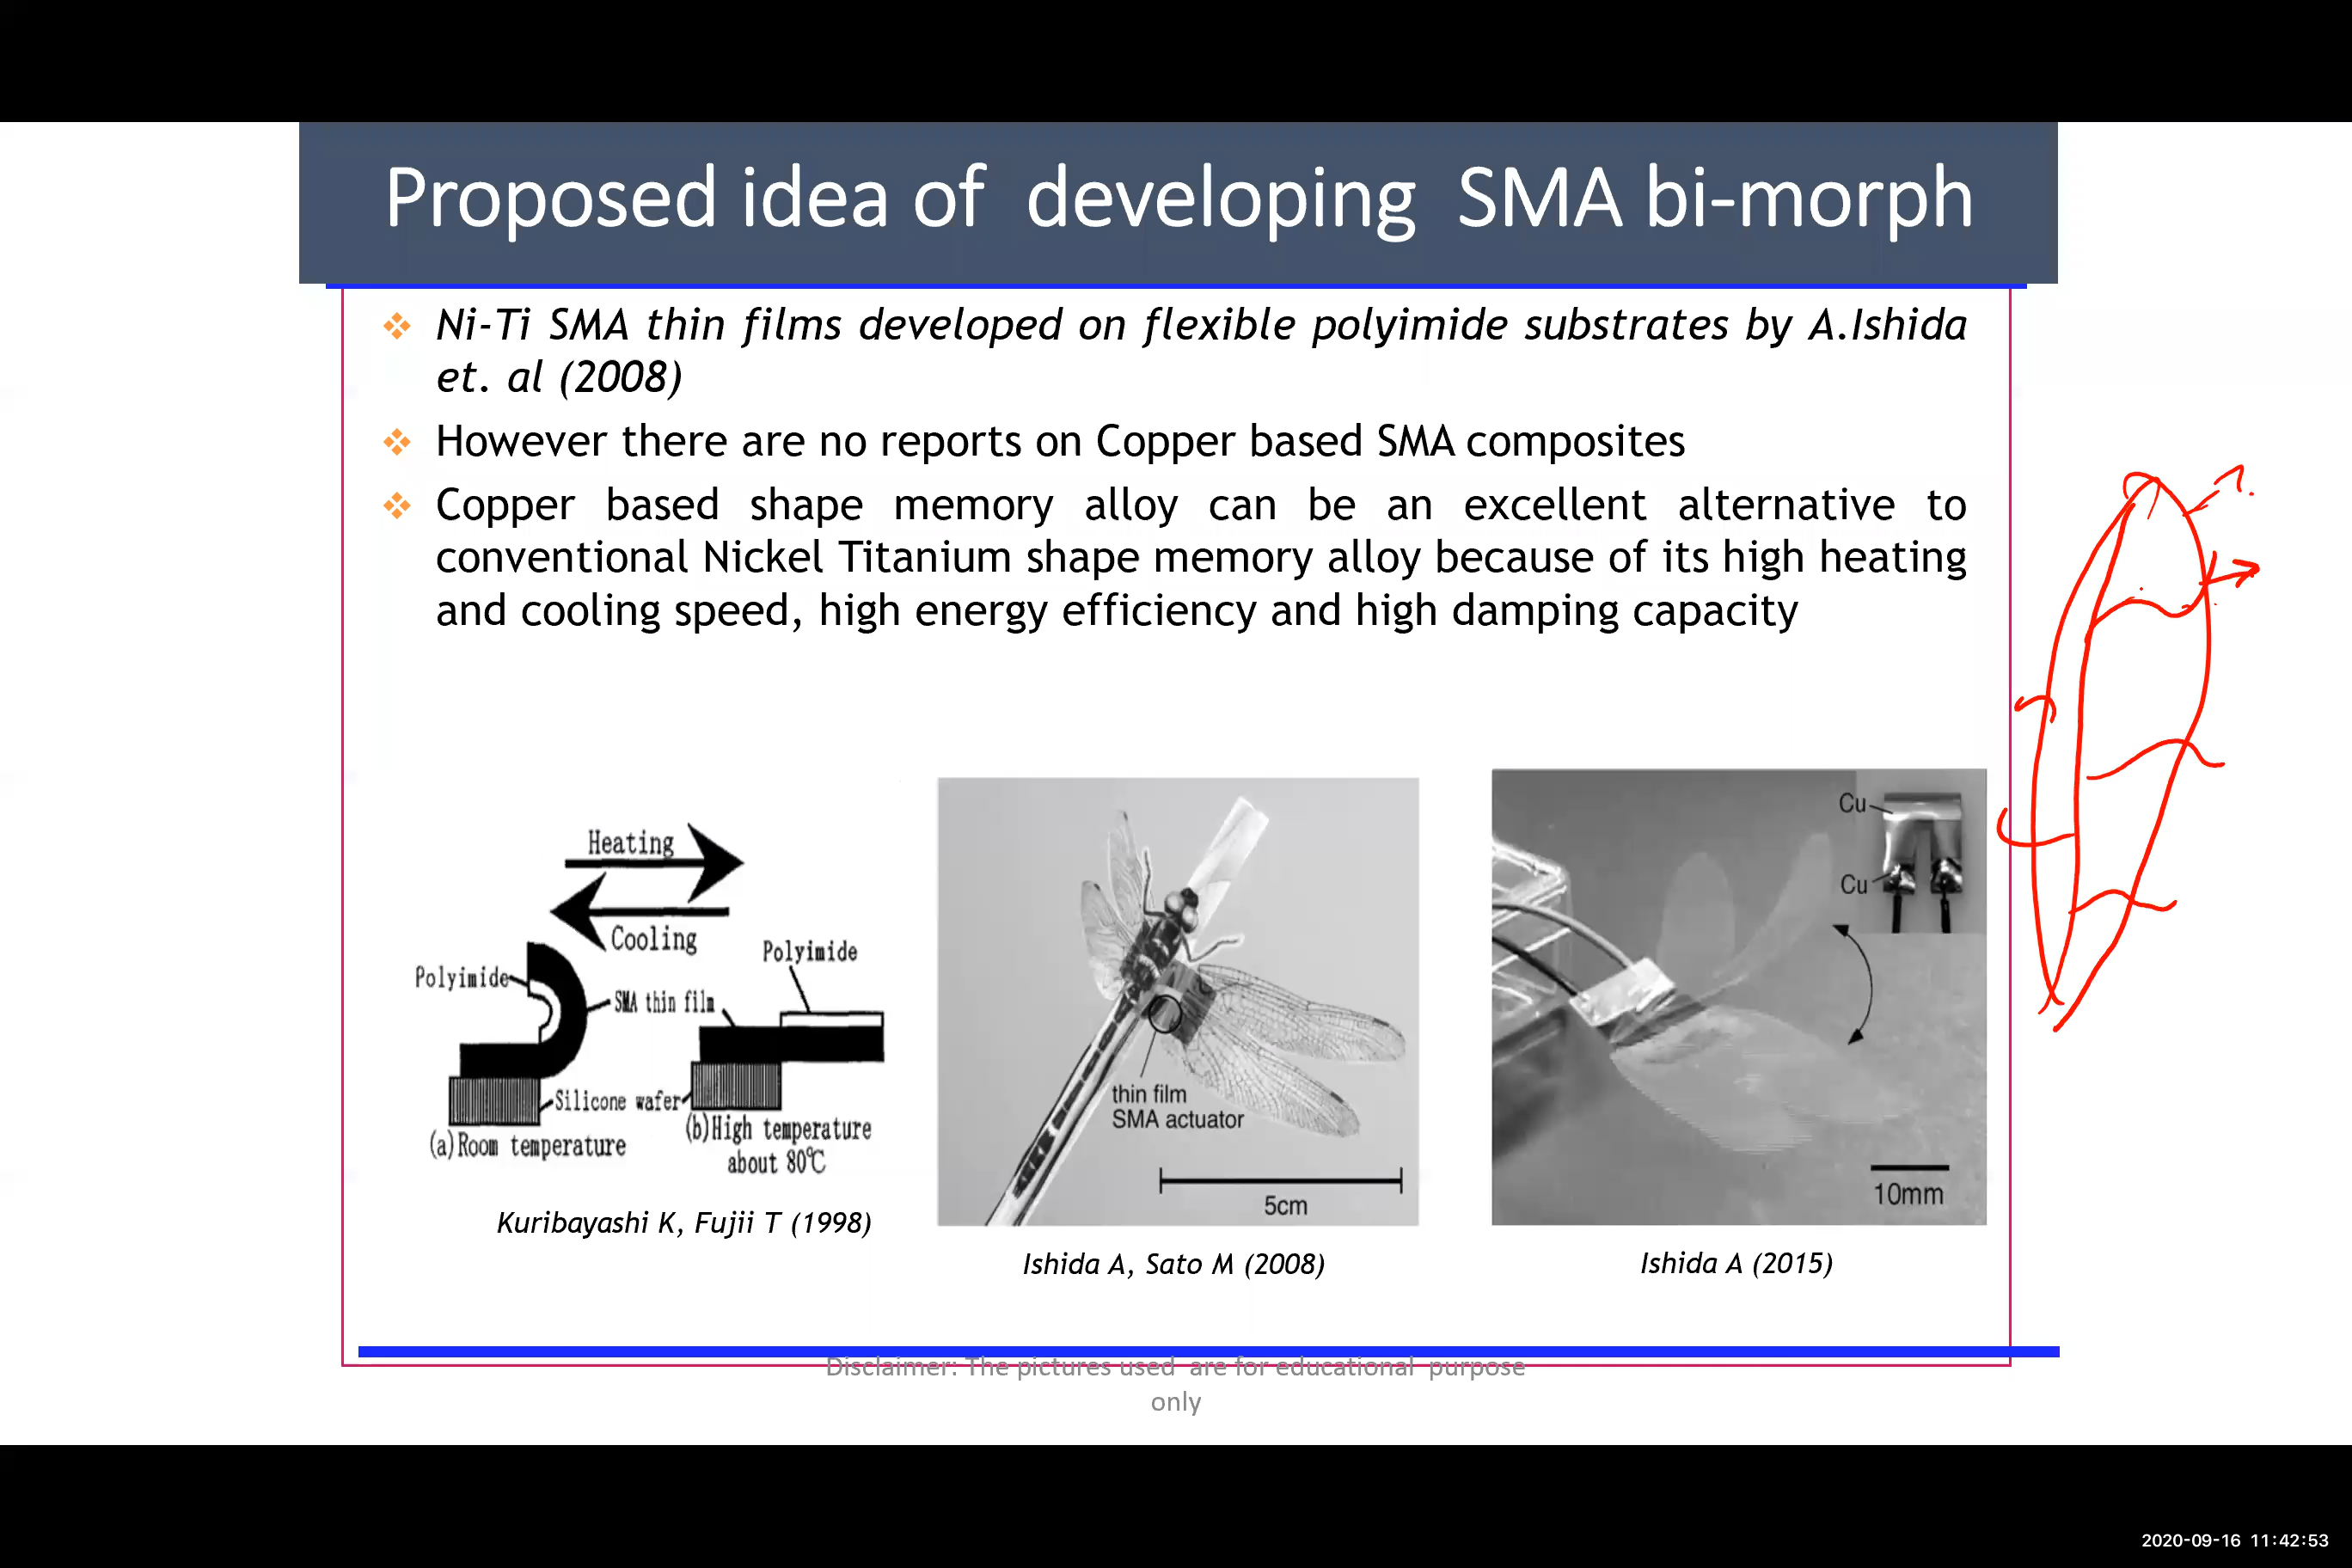 Proposed idea of developing SMA bi-morph
Ni-Ti SMA thin films developed on flexible polyimide substrates by A.Ishida
et. al (2008)
However there are no reports on Copper based SMA composites
Copper based shape memory alloy can be an excellent alternative to
conventional Nickel Titanium shape memory alloy because of its high heating
and cooling speed, high energy efficiency and high damping capacity
Heating
Cooling
Polyimide
Polyimide
SMA thin film
Silicone wafer
(a)Room temperature
(b)High temperature
about 80℃
Kuribayashi K, Fujii T (1998)
thin film
SMA actuator
5cm
Ishida A, Sato M (2008)
Cu
Cu
10mm
Ishida A (2015)
Disclaimer: The pictures used are for educational purpose
only
2020-09-16 11:42:53